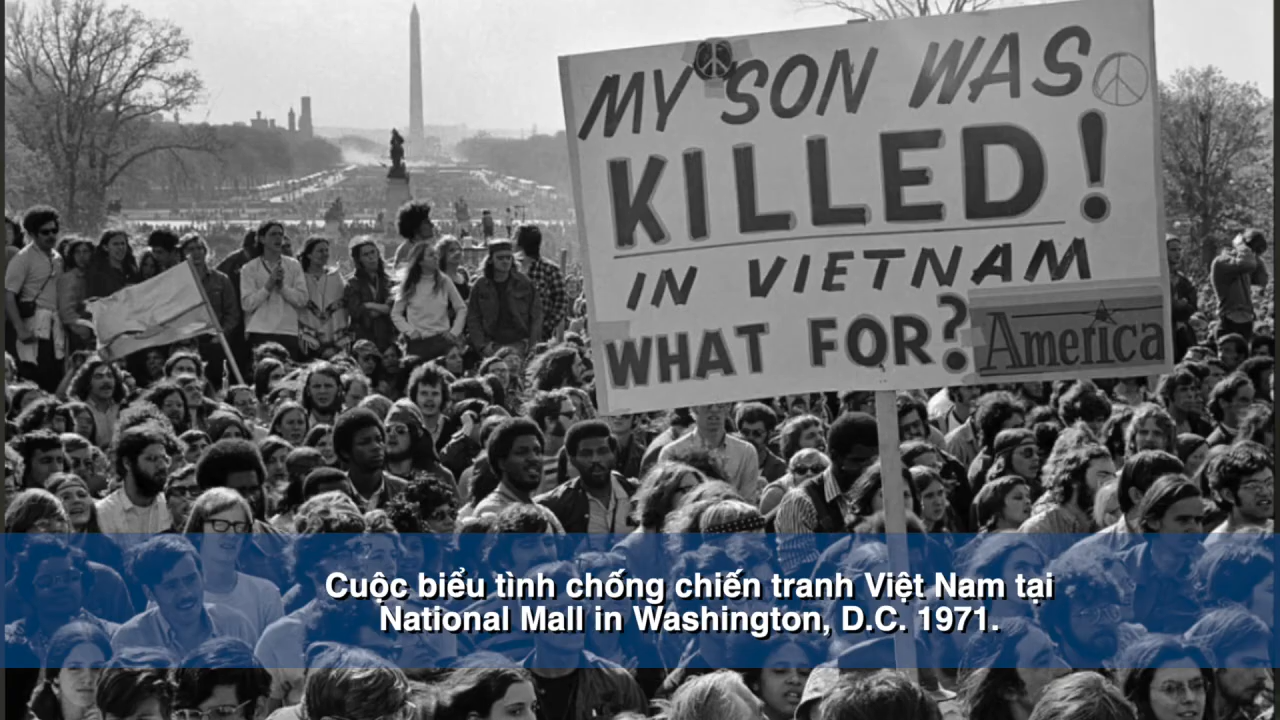 MY SON WAS
KILLED!
IN VIETNAM
WHAT FOR? America
Cuộc biểu tình chống chiến tranh Việt Nam tại
National Mall in Washington, D.C. 1971.